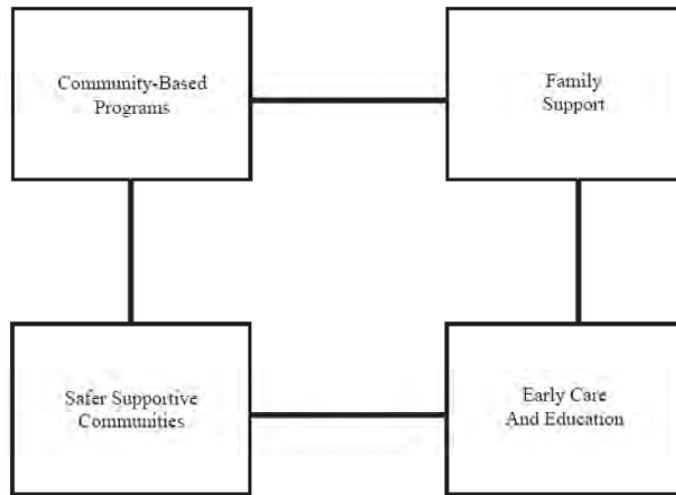 Community-Based
Programs
Family
Support
Safer Supportive
Communities
Early Care
And Education